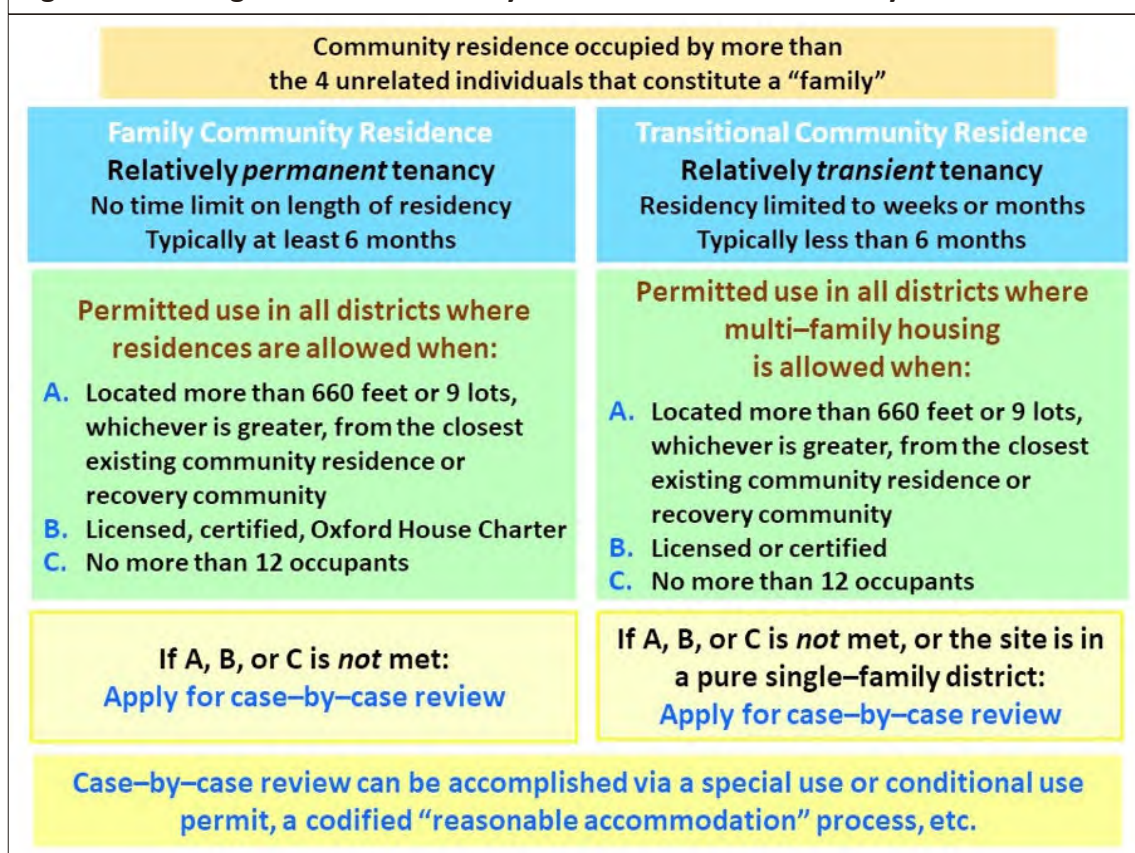 Community residence occupied by more than
the 4 unrelated individuals that constitute a “family”
Family Community Residence
Relatively permanent tenancy
No time limit on length of residency
Typically at least 6 months
Permitted use in all districts where
residences are allowed when:
A. Located more than 660 feet or 9 lots,
whichever is greater, from the closest
existing community residence or
recovery community
B. Licensed, certified, Oxford House Charter
C. No more than 12 occupants
If A, B, or C is not met:
Apply for case–by–case review
Transitional Community Residence
Relatively transient tenancy
Residency limited to weeks or months
Typically less than 6 months
Permitted use in all districts where
multi–family housing
is allowed when:
A. Located more than 660 feet or 9 lots,
whichever is greater, from the closest
existing community residence or
recovery community
B. Licensed or certified
C. No more than 12 occupants
If A, B, or C is not met, or the site is in
a pure single–family district:
Apply for case–by–case review
Case–by–case review can be accomplished via a special use or conditional use
permit, a codified “reasonable accommodation” process, etc.